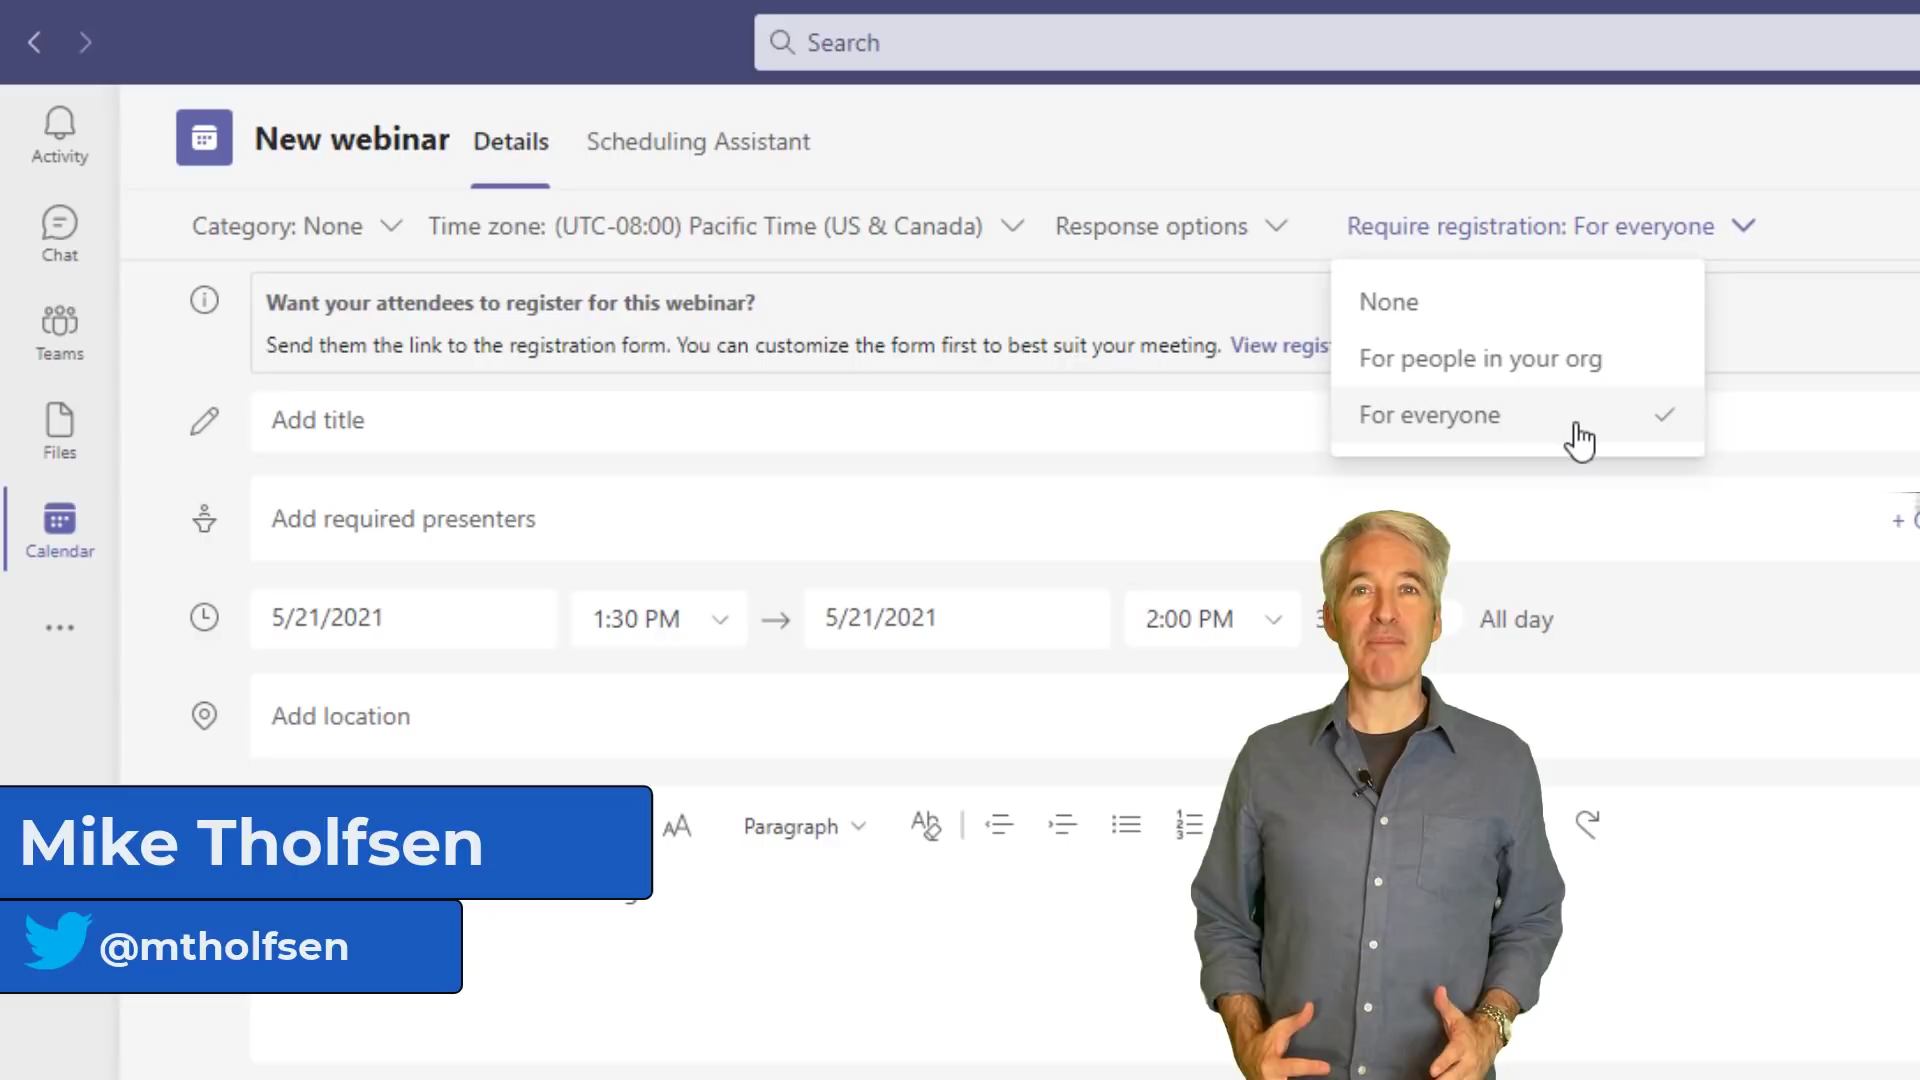 Search
Activity
Chat
Teams
Files
Calendar
New webinar
Details
Scheduling Assistant
Category: None
Time zone: (UTC-08:00) Pacific Time (US & Canada)
Response options
Require registration: For everyone
None
For people in your org
For everyone
Want your attendees to register for this webinar?
Send them the link to the registration form. You can customize the form first to best suit your meeting. View regis
Add title
Add required presenters
5/21/2021
1:30 PM
5/21/2021
2:00 PM
All day
Add location
Paragraph
Mike Tholfsen
@mtholfsen